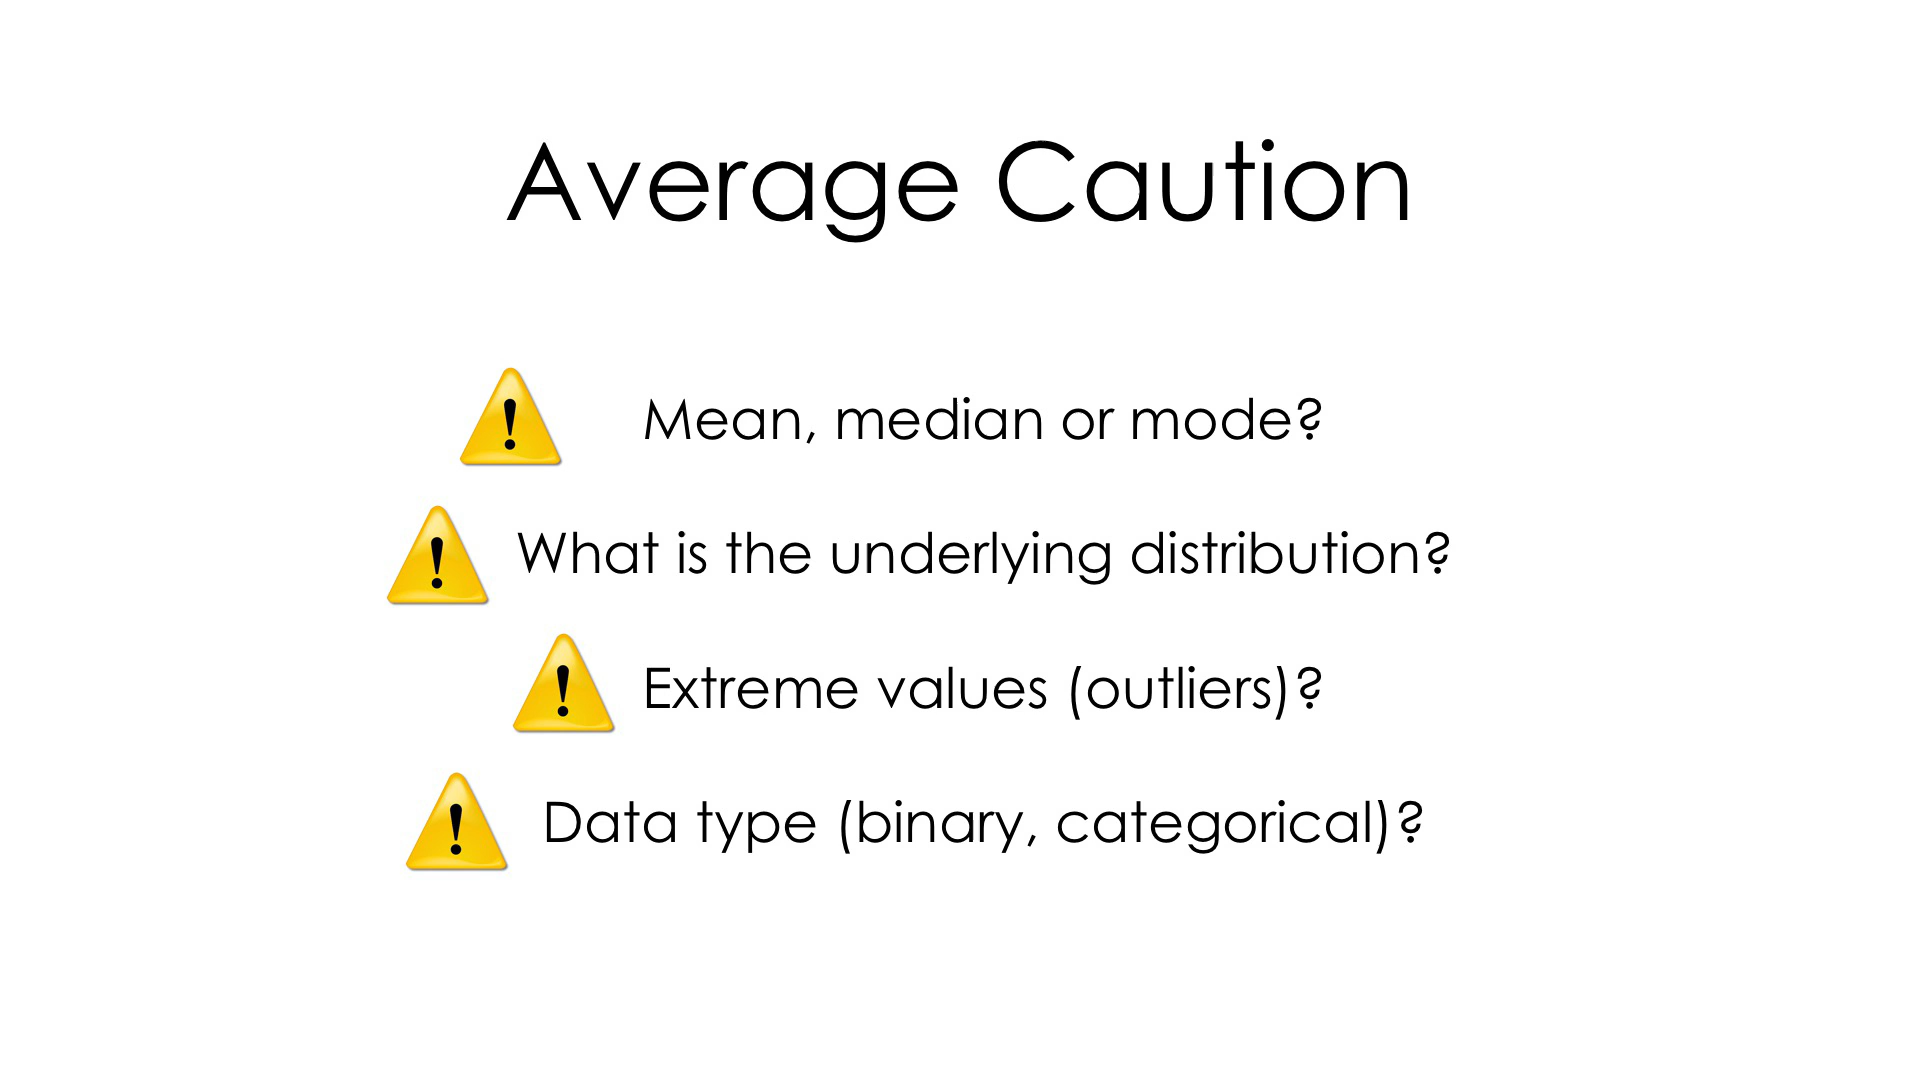 Average Caution
Mean, median or mode?
What is the underlying distribution?
Extreme values (outliers)?
Data type (binary, categorical)?